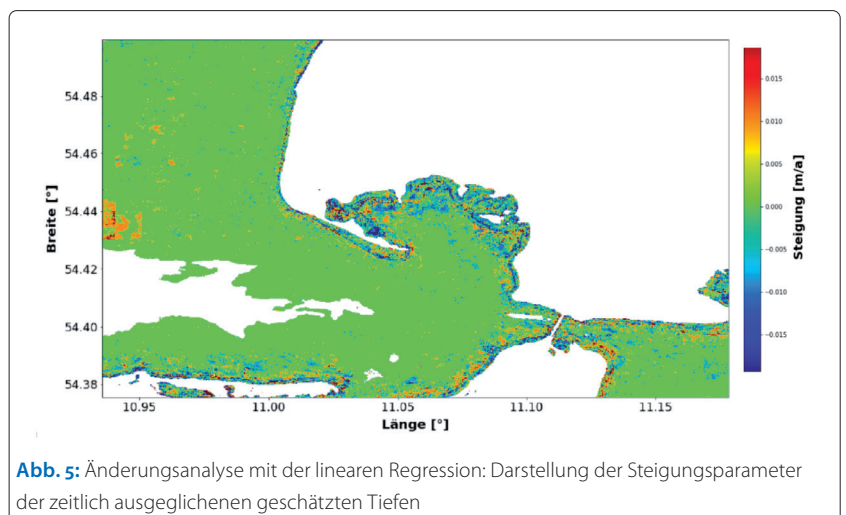 54.48
54.46
54.44
54.42
54.40
54.38
Breite [°]
10.95 11.00 11.05 11.10 11.15
Länge [°]
0.015
0.010
0.005
0.000
−0.005
−0.010
−0.015
Steigung [m/a]
Abb. 5: Änderungsanalyse mit der linearen Regression: Darstellung der Steigungsparameter
der zeitlich ausgeglichenen geschätzten Tiefen